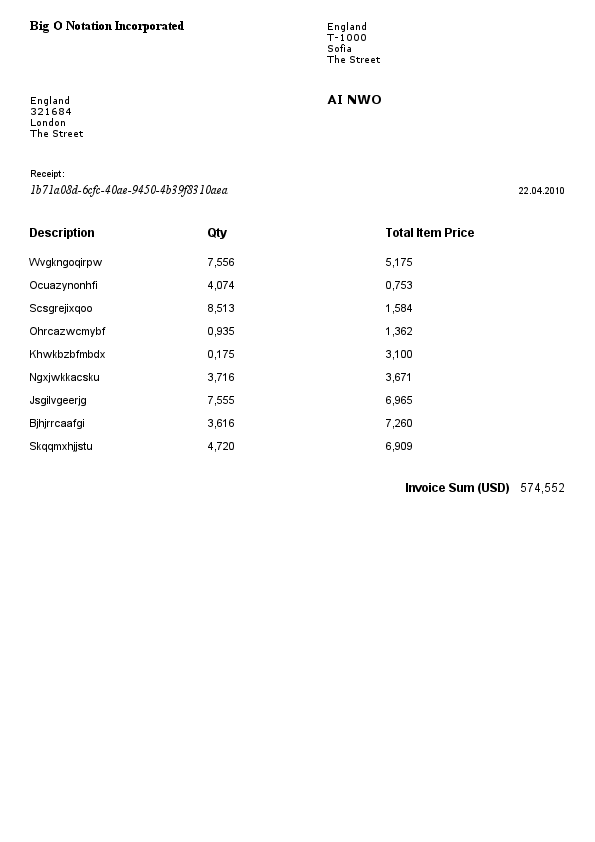 Big O Notation Incorporated
England
T-1000
Sofia
The Street
England
321684
London
The Street
AI NWO
Receipt:
1b71a08d-6cfc-40ae-9450-4b39f8310aea
22.04.2010
Description Qty Total Item Price
Wvgkngoqirpw 7,556 5,175
Ocuazynonhfi 4,074 0,753
Scsgrejixqoo 8,513 1,584
Ohrcazwcmybf 0,935 1,362
Khwkbzbfmbdx 0,175 3,100
Ngxjwkkacsku 3,716 3,671
Jsgilvgeerjg 7,555 6,965
Bjhjrrcaafgi 3,616 7,260
Skqqmxhjjstu 4,720 6,909
Invoice Sum (USD) 574,552